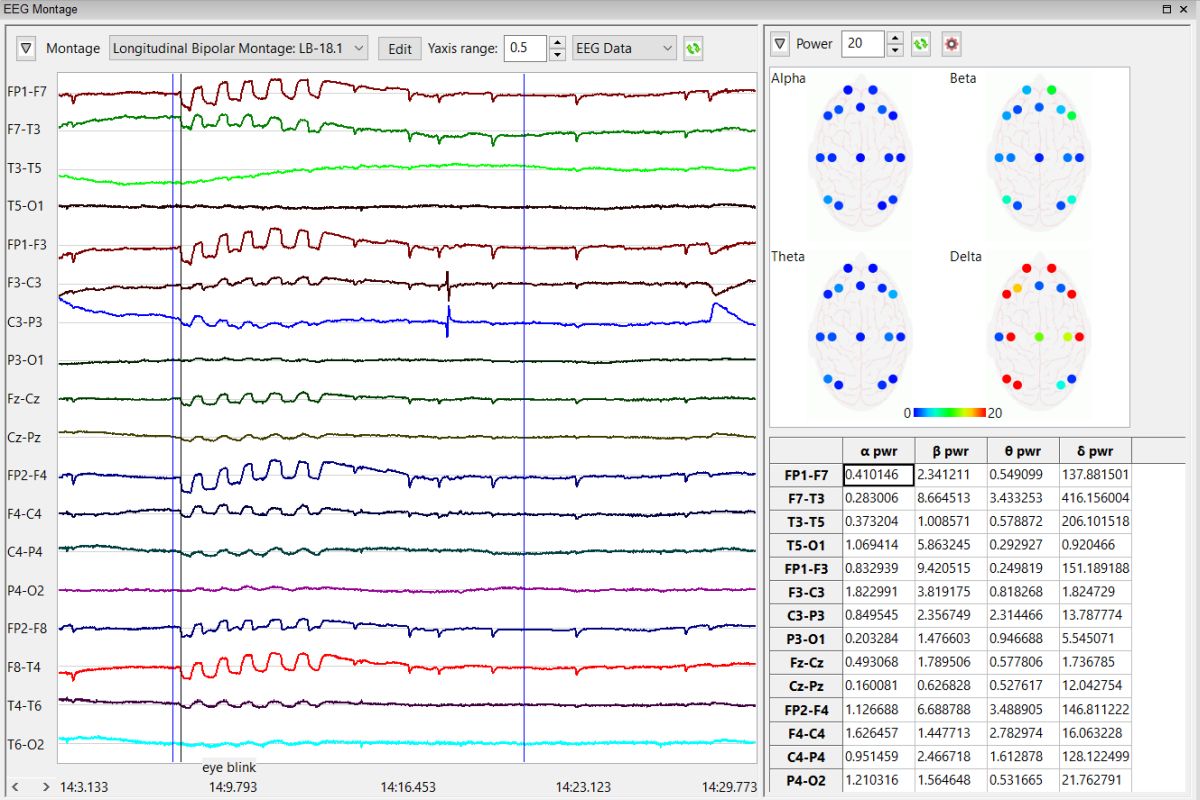 EEG Montage
Montage Longitudinal Bipolar Montage: LB-18.1 Edit Yaxis range: 0.5 EEG Data
FP1-F7
F7-T3
T3-T5
T5-O1
FP1-F3
F3-C3
C3-P3
P3-O1
Fz-Cz
Cz-Pz
FP2-F4
F4-C4
C4-P4
P4-O2
FP2-F8
F8-T4
T4-T6
T6-O2
eye blink
14:3.133 14:9.793 14:16.453 14:23.123 14:29.773
Power 20
Alpha Beta
Theta Delta
0 20
α pwr β pwr θ pwr δ pwr
FP1-F7 0.410146 2.341211 0.549099 137.881501
F7-T3 0.283006 8.664513 3.433253 416.156004
T3-T5 0.373204 1.008571 0.578872 206.101518
T5-O1 1.069414 5.863245 0.292927 0.920466
FP1-F3 0.832939 9.420515 0.249819 151.189188
F3-C3 1.822991 3.819175 0.818268 1.824729
C3-P3 0.849545 2.356749 2.314466 13.787774
P3-O1 0.203284 1.476603 0.946688 5.545071
Fz-Cz 0.493068 1.789506 0.577806 1.736785
Cz-Pz 0.160081 0.626828 0.527617 12.042754
FP2-F4 1.126688 6.688788 3.488905 146.811222
F4-C4 1.626457 1.447713 2.782974 16.063228
C4-P4 0.951459 2.466718 1.612878 128.122499
P4-O2 1.210316 1.564648 0.531665 21.762791